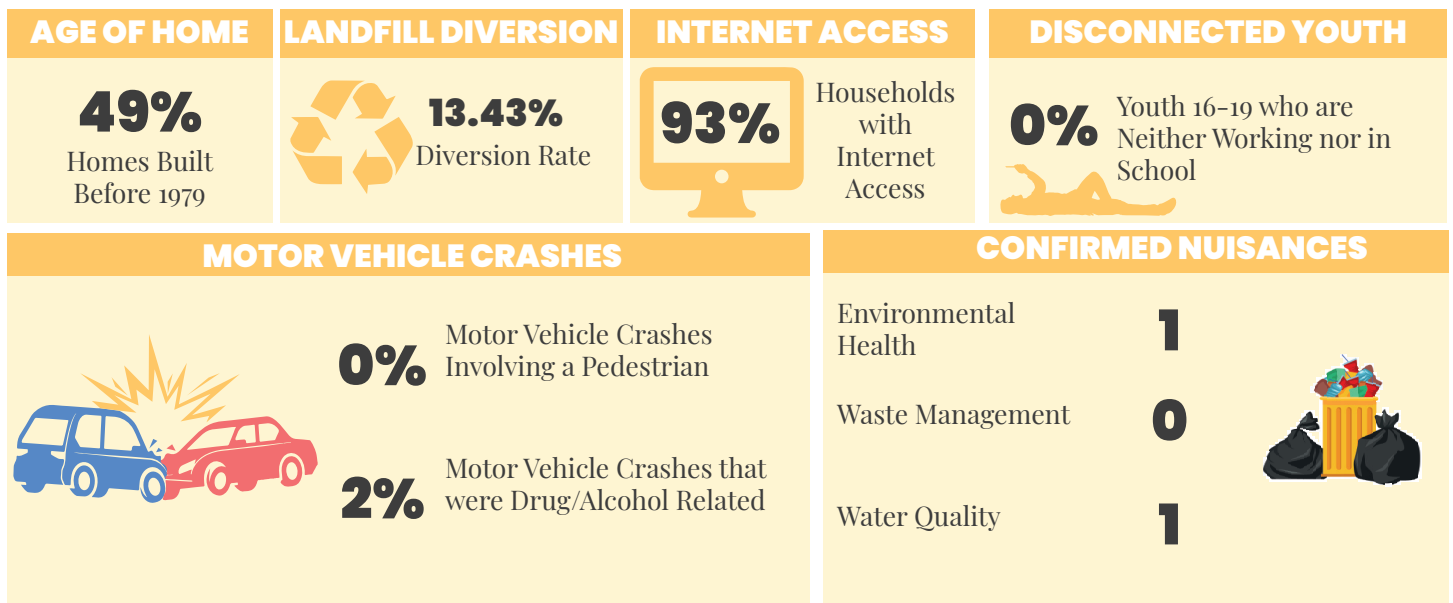 AGE OF HOME
49%
Homes Built
Before 1979
LANDFILL DIVERSION
13.43%
Diversion Rate
INTERNET ACCESS
93%
Households
with
Internet
Access
DISCONNECTED YOUTH
0%
Youth 16-19 who are
Neither Working nor in
School
MOTOR VEHICLE CRASHES
0%
Motor Vehicle Crashes
Involving a Pedestrian
2%
Motor Vehicle Crashes that
were Drug/Alcohol Related
CONFIRMED NUISANCES
Environmental
Health
1
Waste Management
0
Water Quality
1